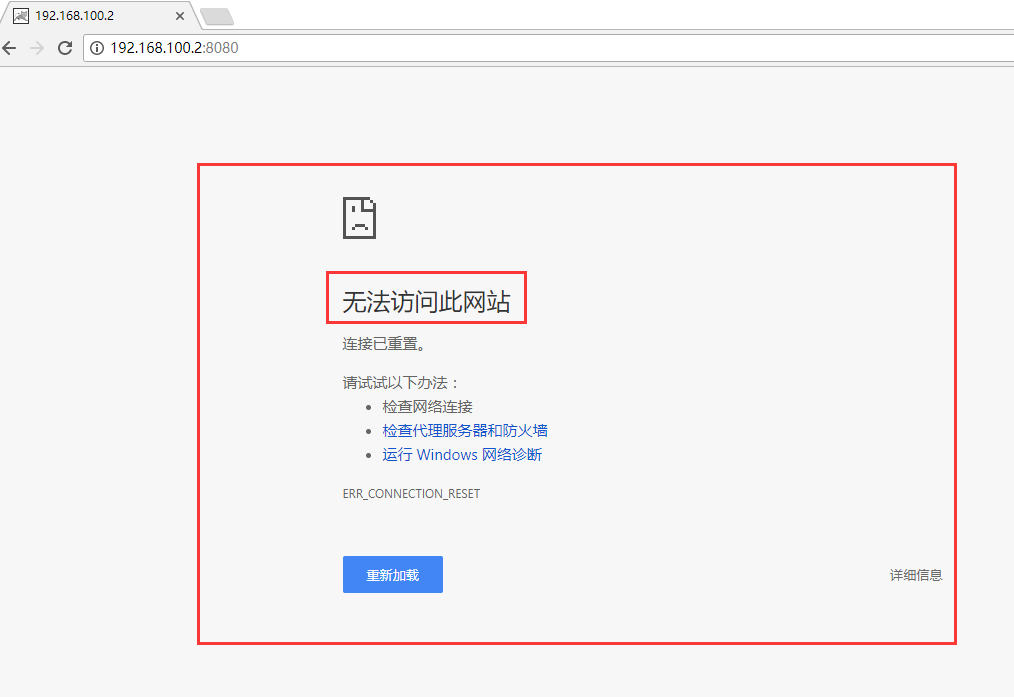 192.168.100.2
192.168.100.2:8080
无法访问此网站
连接已重置。
请试试以下办法：
检查网络连接
检查代理服务器和防火墙
运行 Windows 网络诊断
ERR_CONNECTION_RESET
重新加载
详细信息